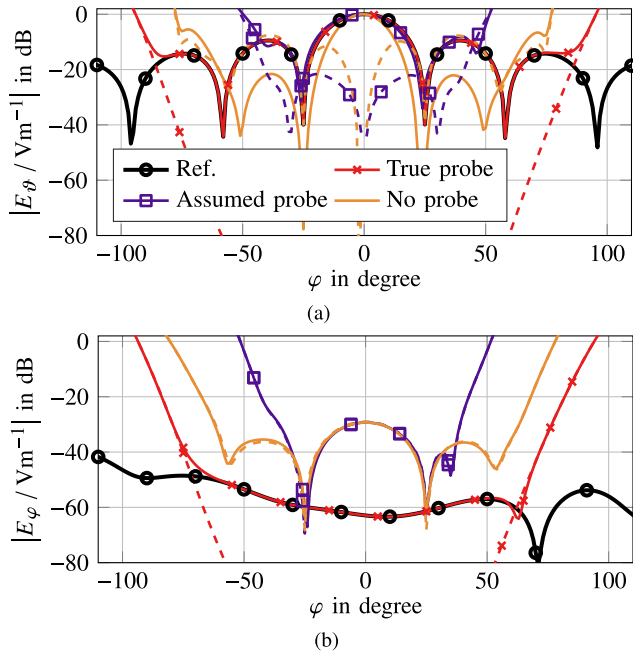 0
−20
−40
−60
−80
|E_ϑ / Vm⁻¹| in dB
Ref.
True probe
Assumed probe
No probe
−100
−50
0
50
100
φ in degree
(a)
0
−20
−40
−60
−80
|E_φ / Vm⁻¹| in dB
−100
−50
0
50
100
φ in degree
(b)